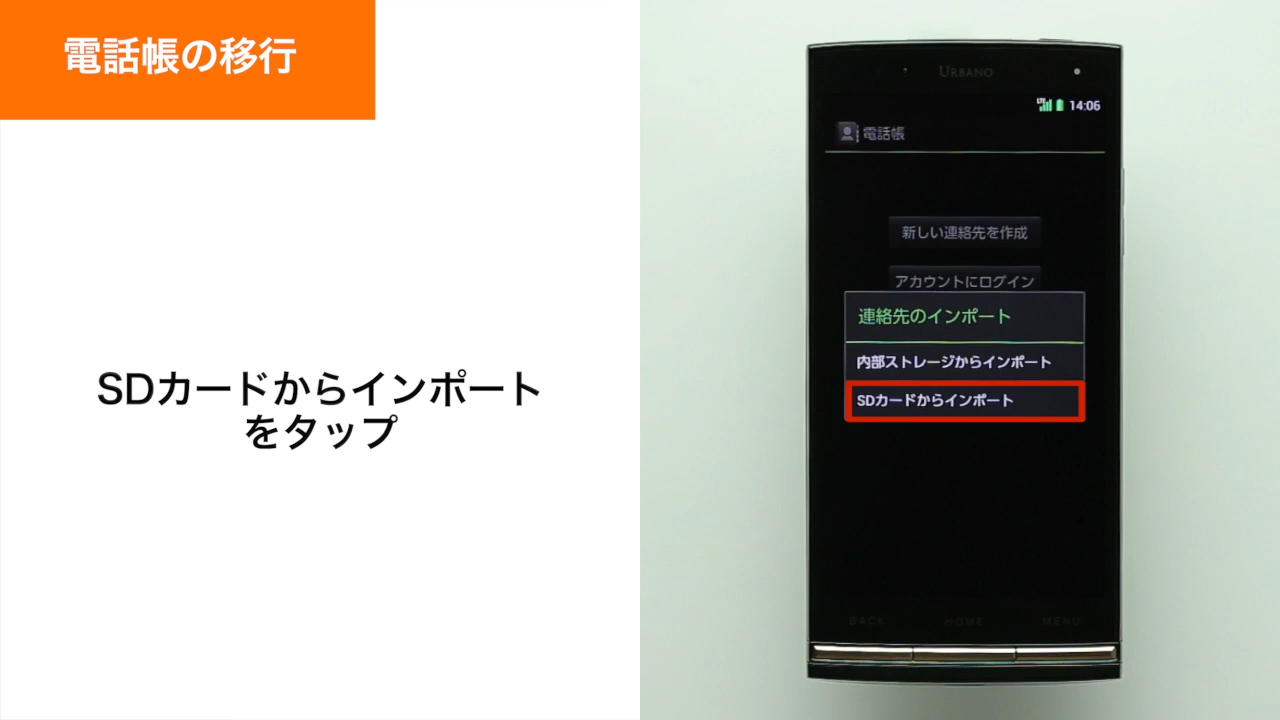 電話帳の移行
SDカードからインポート
をタップ
URBANO
14:06
電話帳
新しい連絡先を作成
アカウントにログイン
連絡先のインポート
内部ストレージからインポート
SDカードからインポート
BACK HOME MENU